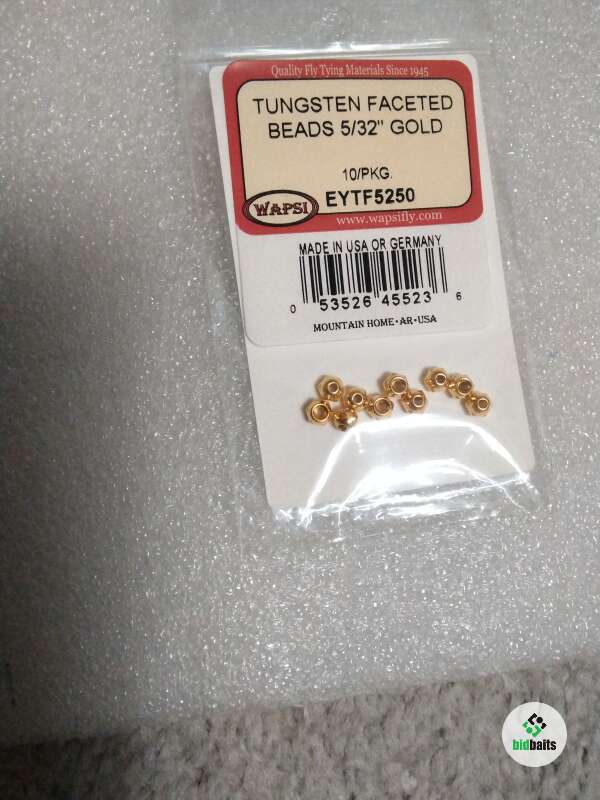 Quality Fly Tying Materials Since 1945
TUNGSTEN FACETED
BEADS 5/32" GOLD
10/PKG.
WAPSI
EYTF5250
www.wapsifly.com
MADE IN USA OR GERMANY
0 53526 45523 6
MOUNTAIN HOME·AR·USA
bidbaits